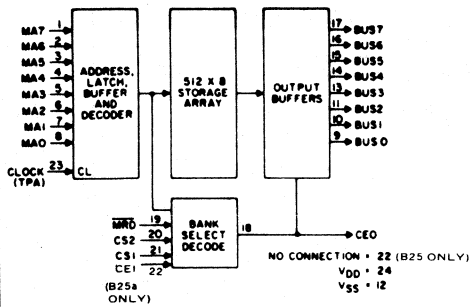 MA7 1
MA6 2
MA5 3
MA4 4
MA3 5
MA2 6
MA1 7
MA0 8
CLOCK (TPA) 23
CL
ADDRESS,
LATCH,
BUFFER
AND
DECODER
512 X 8
STORAGE
ARRAY
OUTPUT
BUFFERS
17 BUS7
16 BUS6
15 BUS5
14 BUS4
13 BUS3
11 BUS2
10 BUS1
9 BUS0
MRD 19
CS2 20
CS1 21
CE1 22
(B25a
ONLY)
BANK
SELECT
DECODE
18
CEO
NO CONNECTION = 22 (B25 ONLY)
VDD = 24
VSS = 12